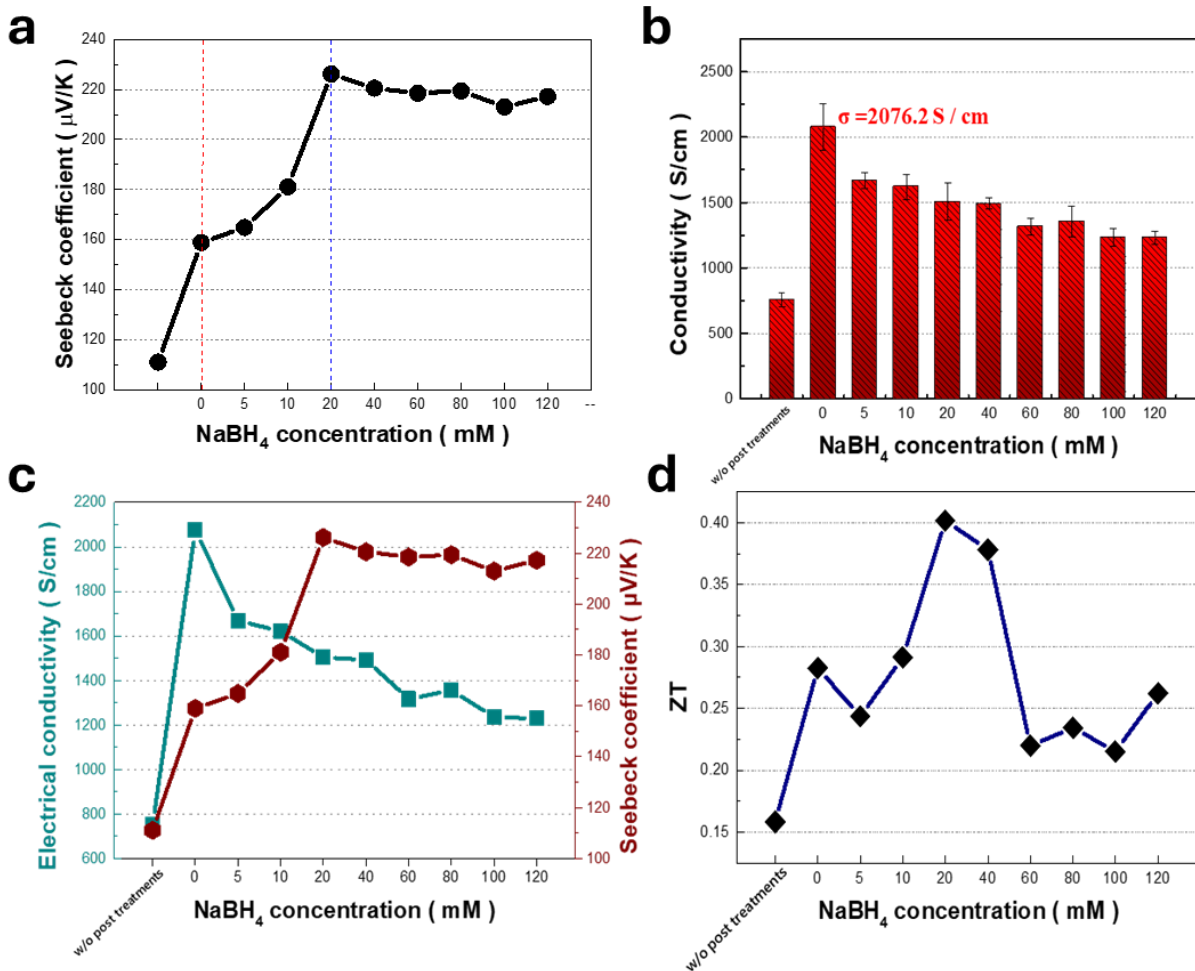 a
240
220
200
180
160
140
120
100
Seebeck coefficient ( μV/K )
0 5 10 20 40 60 80 100 120 --
NaBH4 concentration ( mM )
b
2500
2000
1500
1000
500
0
Conductivity ( S/cm )
σ =2076.2 S / cm
w/o post treatments 0 5 10 20 40 60 80 100 120
NaBH4 concentration ( mM )
c
2200
2000
1800
1600
1400
1200
1000
800
600
Electrical conductivity ( S/cm )
240
220
200
180
160
140
120
100
Seebeck coefficient ( μV/K )
w/o post treatments 0 5 10 20 40 60 80 100 120
NaBH4 concentration ( mM )
d
0.40
0.35
0.30
0.25
0.20
0.15
ZT
w/o post treatments 0 5 10 20 40 60 80 100 120
NaBH4 concentration ( mM )